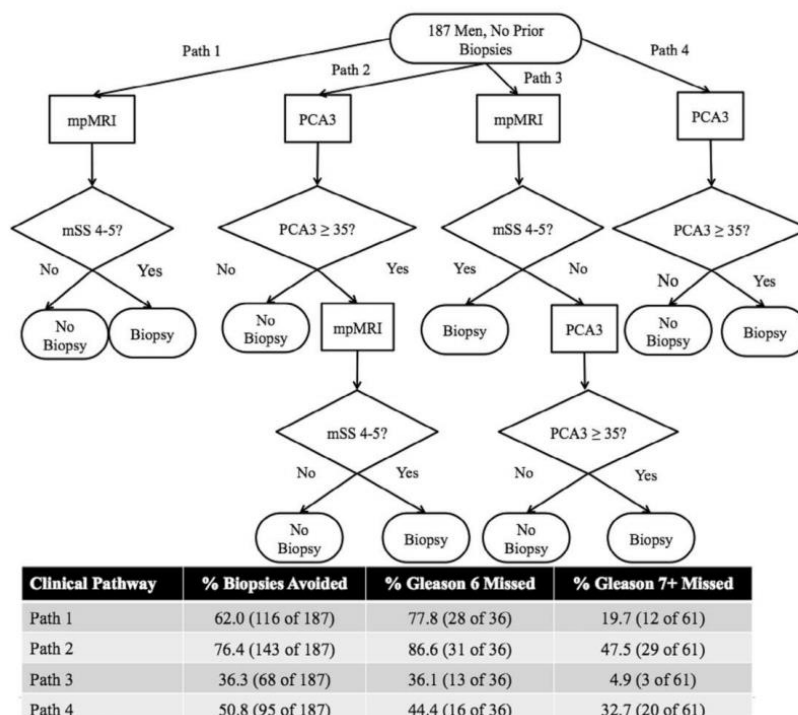 187 Men, No Prior
Biopsies
Path 1
Path 2
Path 3
Path 4
mpMRI
PCA3
mpMRI
PCA3
mSS 4-5?
PCA3 ≥ 35?
mSS 4-5?
PCA3 ≥ 35?
No
Yes
No
Yes
Yes
No
No
Yes
No
Biopsy
Biopsy
No
Biopsy
mpMRI
Biopsy
PCA3
No
Biopsy
Biopsy
mSS 4-5?
PCA3 ≥ 35?
No
Yes
No
Yes
No
Biopsy
Biopsy
No
Biopsy
Biopsy
Clinical Pathway % Biopsies Avoided % Gleason 6 Missed % Gleason 7+ Missed
Path 1 62.0 (116 of 187) 77.8 (28 of 36) 19.7 (12 of 61)
Path 2 76.4 (143 of 187) 86.6 (31 of 36) 47.5 (29 of 61)
Path 3 36.3 (68 of 187) 36.1 (13 of 36) 4.9 (3 of 61)
Path 4 50.8 (95 of 187) 44.4 (16 of 36) 32.7 (20 of 61)